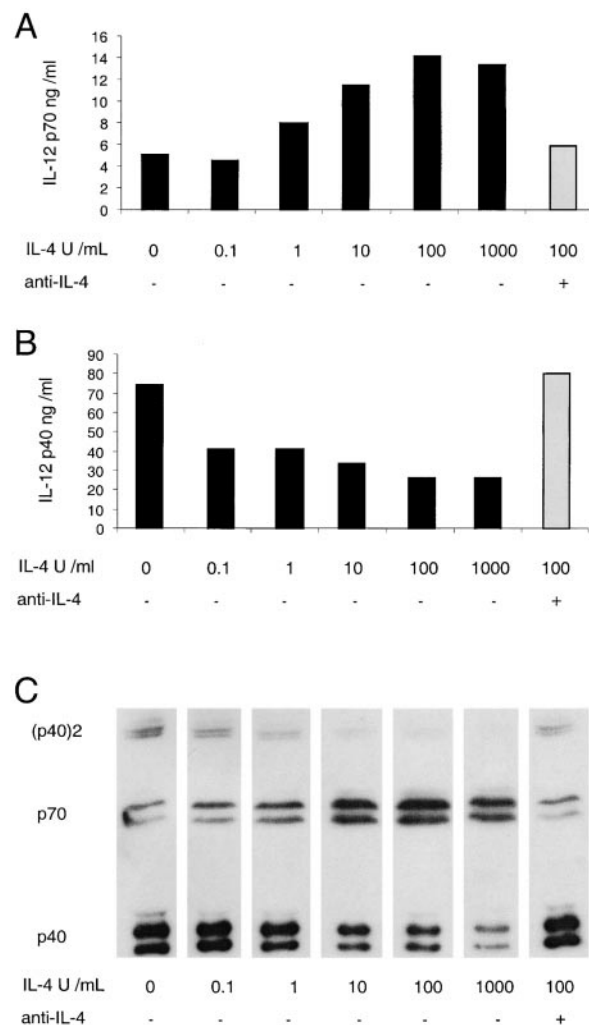 A
IL-12 p70 ng /ml
16
14
12
10
8
6
4
2
0
IL-4 U /mL 0 0.1 1 10 100 1000 100
anti-IL-4 - - - - - - +
B
IL-12 p40 ng /ml
90
80
70
60
50
40
30
20
10
0
IL-4 U /ml 0 0.1 1 10 100 1000 100
anti-IL-4 - - - - - - +
C
(p40)2
p70
p40
IL-4 U /mL 0 0.1 1 10 100 1000 100
anti-IL-4 - - - - - - +